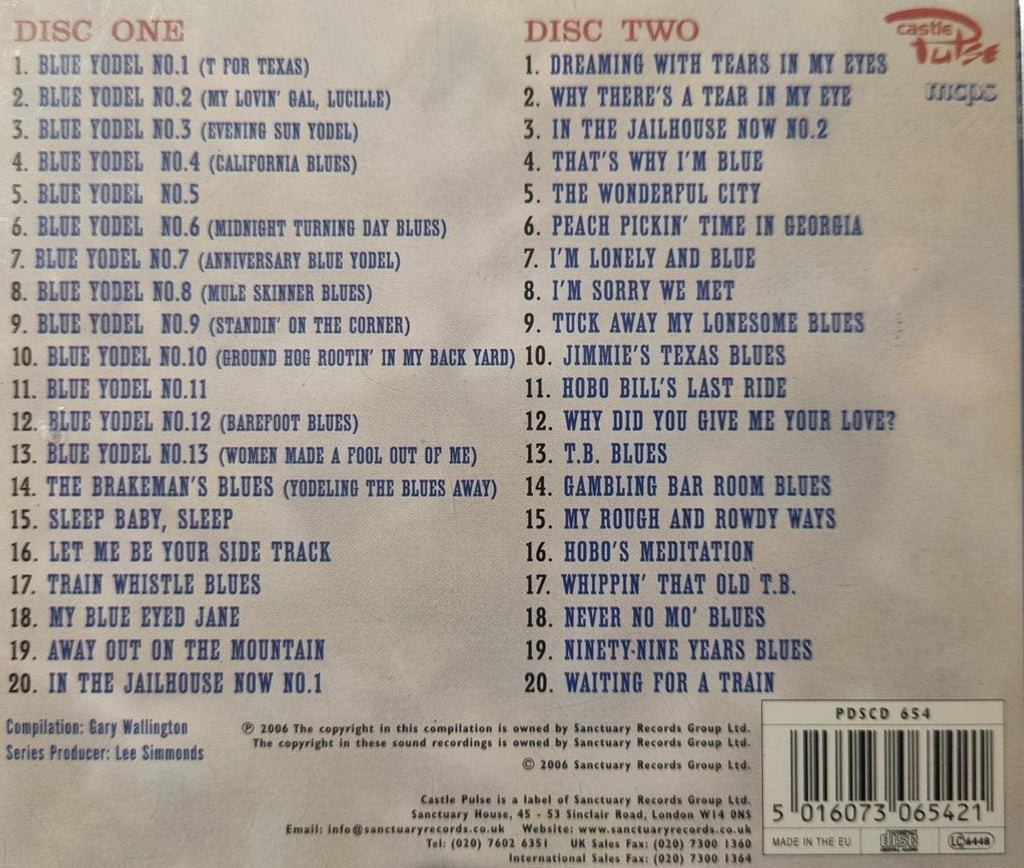 DISC ONE
1. BLUE YODEL NO.1 (T FOR TEXAS)
2. BLUE YODEL NO.2 (MY LOVIN' GAL, LUCILLE)
3. BLUE YODEL NO.3 (EVENING SUN YODEL)
4. BLUE YODEL NO.4 (CALIFORNIA BLUES)
5. BLUE YODEL NO.5
6. BLUE YODEL NO.6 (MIDNIGHT TURNING DAY BLUES)
7. BLUE YODEL NO.7 (ANNIVERSARY BLUE YODEL)
8. BLUE YODEL NO.8 (MULE SKINNER BLUES)
9. BLUE YODEL NO.9 (STANDIN' ON THE CORNER)
10. BLUE YODEL NO.10 (GROUND HOG ROOTIN' IN MY BACK YARD)
11. BLUE YODEL NO.11
12. BLUE YODEL NO.12 (BAREFOOT BLUES)
13. BLUE YODEL NO.13 (WOMEN MADE A FOOL OUT OF ME)
14. THE BRAKEMAN'S BLUES (YODELING THE BLUES AWAY)
15. SLEEP BABY, SLEEP
16. LET ME BE YOUR SIDE TRACK
17. TRAIN WHISTLE BLUES
18. MY BLUE EYED JANE
19. AWAY OUT ON THE MOUNTAIN
20. IN THE JAILHOUSE NOW NO.1
DISC TWO
1. DREAMING WITH TEARS IN MY EYES
2. WHY THERE'S A TEAR IN MY EYE
3. IN THE JAILHOUSE NOW NO.2
4. THAT'S WHY I'M BLUE
5. THE WONDERFUL CITY
6. PEACH PICKIN' TIME IN GEORGIA
7. I'M LONELY AND BLUE
8. I'M SORRY WE MET
9. TUCK AWAY MY LONESOME BLUES
10. JIMMIE'S TEXAS BLUES
11. HOBO BILL'S LAST RIDE
12. WHY DID YOU GIVE ME YOUR LOVE?
13. T.B. BLUES
14. GAMBLING BAR ROOM BLUES
15. MY ROUGH AND ROWDY WAYS
16. HOBO'S MEDITATION
17. WHIPPIN' THAT OLD T.B.
18. NEVER NO MO' BLUES
19. NINETY-NINE YEARS BLUES
20. WAITING FOR A TRAIN
castle
Pulse
mcps
Compilation: Gary Wallington
Series Producer: Lee Simmonds
℗ 2006 The copyright in this compilation is owned by Sanctuary Records Group Ltd.
The copyright in these sound recordings is owned by Sanctuary Records Group Ltd.
© 2006 Sanctuary Records Group Ltd.
Castle Pulse is a label of Sanctuary Records Group Ltd.
Sanctuary House, 45 - 53 Sinclair Road, London W14 0NS
Email: info@sanctuaryrecords.co.uk Website: www.sanctuaryrecords.co.uk
Tel: (020) 7602 6351 UK Sales Fax: (020) 7300 1360
International Sales Fax: (020) 7300 1364
PDSCD 654
5 016073 065421
MADE IN THE EU
COMPACT
disc
DIGITAL AUDIO
LC 6448